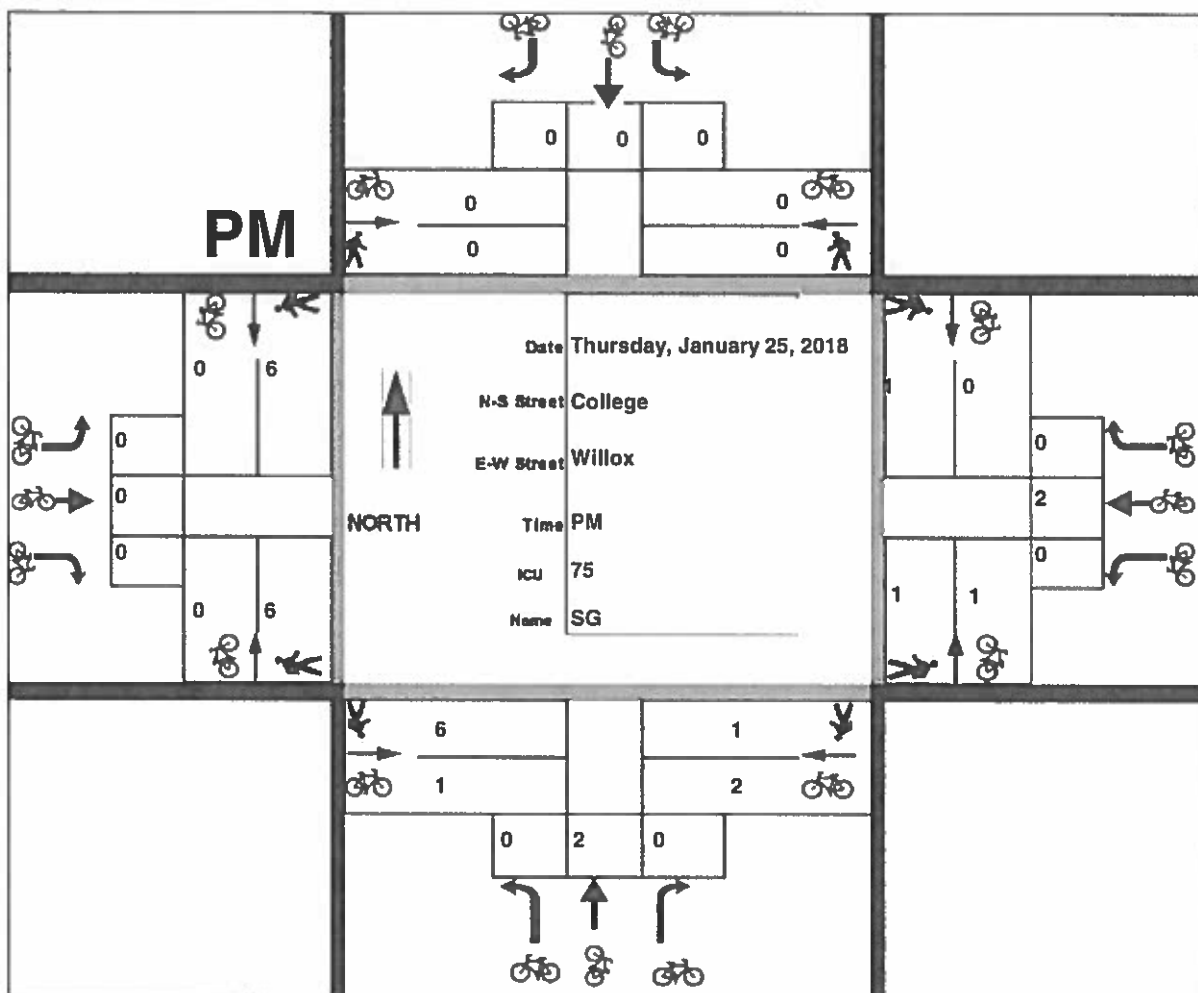 0 0 0
PM
0 0
0 0
Date Thursday, January 25, 2018
0 6
1 0
N-S Street College
0
0
E-W Street Willox
0
2
NORTH
Time PM
0
0
ICU 75
0 6
1 1
Name SG
6 1
1 2
0 2 0